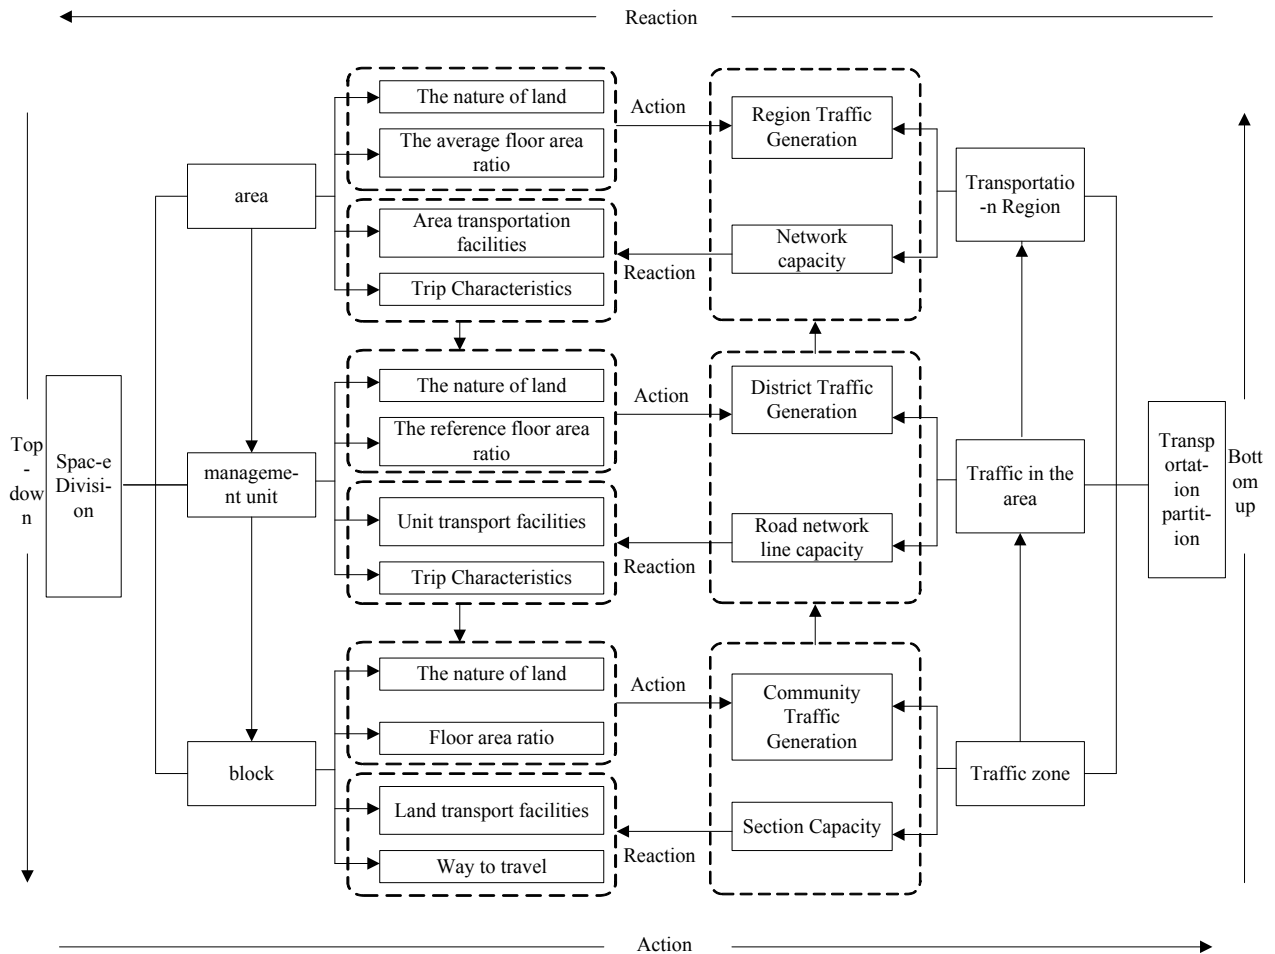 Reaction
The nature of land
The average floor area
ratio
Action
Region Traffic
Generation
area
Transportatio
-n Region
Area transportation
facilities
Trip Characteristics
Network
capacity
Reaction
The nature of land
The reference floor area
ratio
Action
District Traffic
Generation
Top
-
dow
n
Spac-e
Divisi-
on
manageme-
nt unit
Traffic in the
area
Transp
ortat-
ion
partit-
ion
Bott
om
up
Unit transport facilities
Trip Characteristics
Road network
line capacity
Reaction
The nature of land
Floor area ratio
Action
Community
Traffic
Generation
block
Traffic zone
Land transport facilities
Way to travel
Section Capacity
Reaction
Action